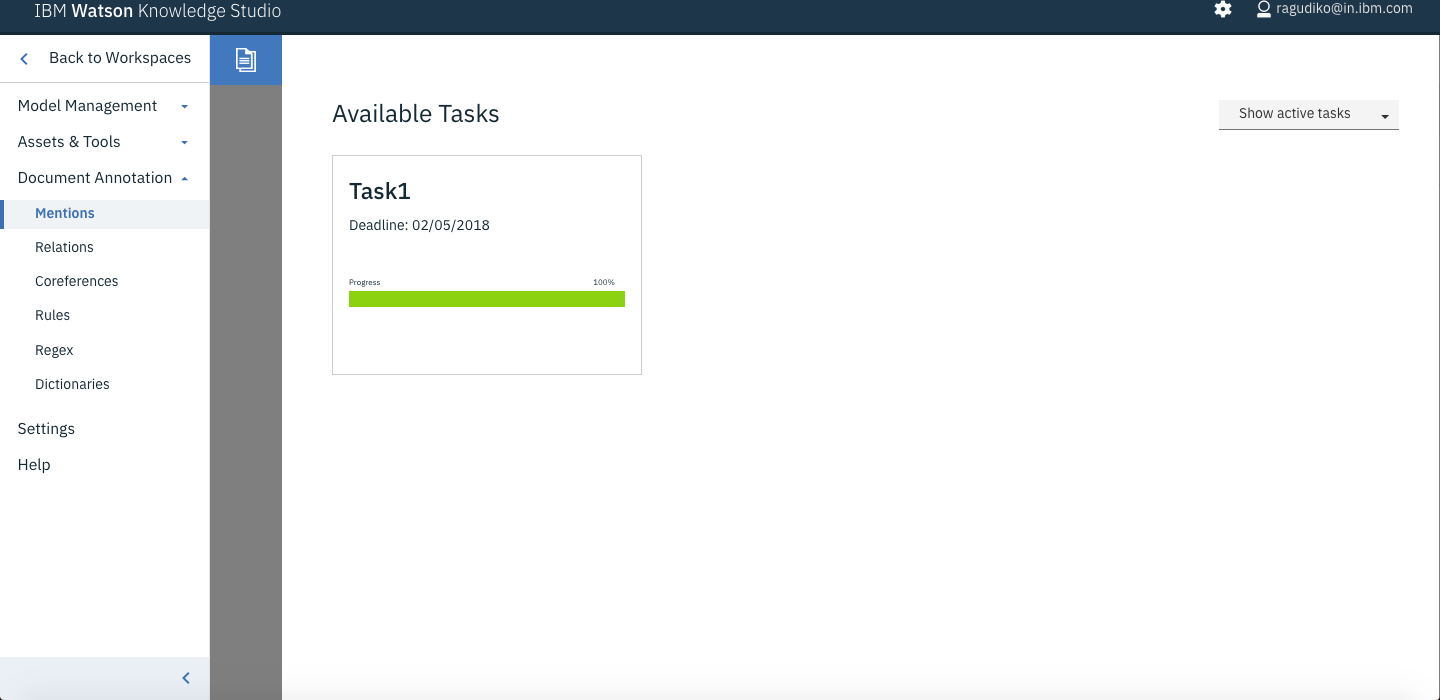 IBM Watson Knowledge Studio
ragudiko@in.ibm.com
Back to Workspaces
Model Management
Assets & Tools
Document Annotation
Mentions
Relations
Coreferences
Rules
Regex
Dictionaries
Settings
Help
Available Tasks
Show active tasks
Task1
Deadline: 02/05/2018
Progress 100%